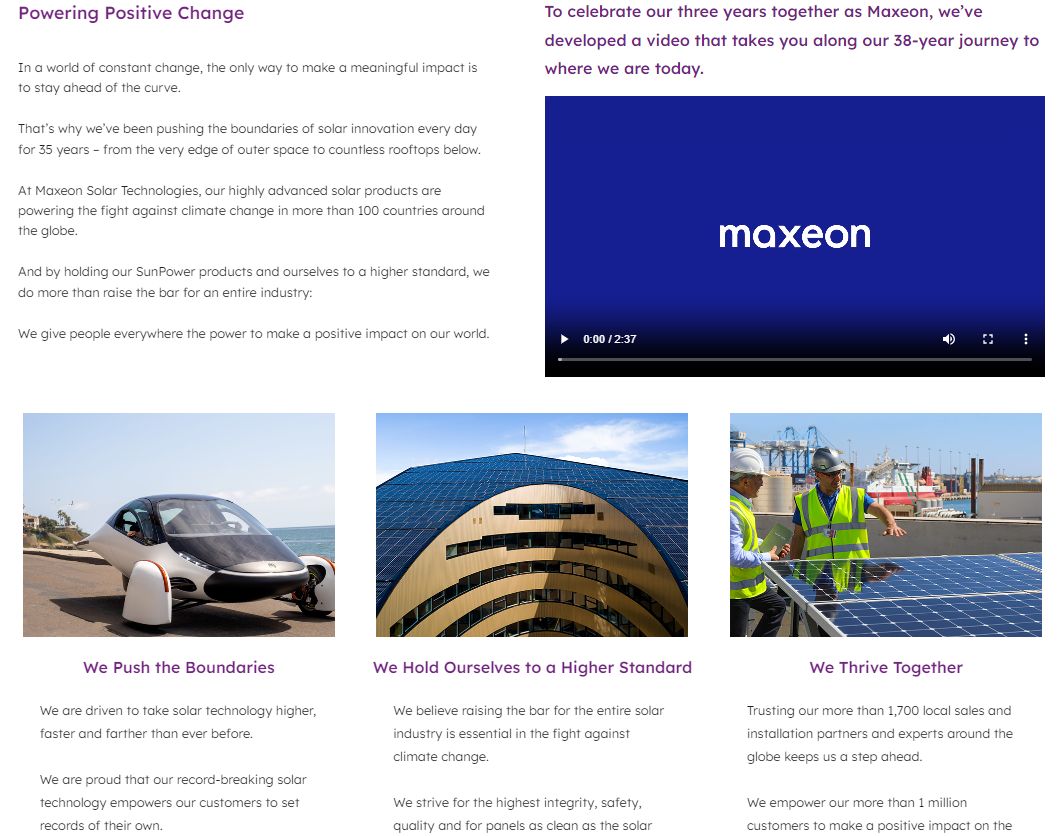 Powering Positive Change
In a world of constant change, the only way to make a meaningful impact is
to stay ahead of the curve.
That’s why we’ve been pushing the boundaries of solar innovation every day
for 35 years – from the very edge of outer space to countless rooftops below.
At Maxeon Solar Technologies, our highly advanced solar products are
powering the fight against climate change in more than 100 countries around
the globe.
And by holding our SunPower products and ourselves to a higher standard, we
do more than raise the bar for an entire industry:
We give people everywhere the power to make a positive impact on our world.
To celebrate our three years together as Maxeon, we’ve
developed a video that takes you along our 38-year journey to
where we are today.
maxeon
0:00 / 2:37
We Push the Boundaries
We are driven to take solar technology higher,
faster and farther than ever before.
We are proud that our record-breaking solar
technology empowers our customers to set
records of their own.
We Hold Ourselves to a Higher Standard
We believe raising the bar for the entire solar
industry is essential in the fight against
climate change.
We strive for the highest integrity, safety,
quality and for panels as clean as the solar
We Thrive Together
Trusting our more than 1,700 local sales and
installation partners and experts around the
globe keeps us a step ahead.
We empower our more than 1 million
customers to make a positive impact on the